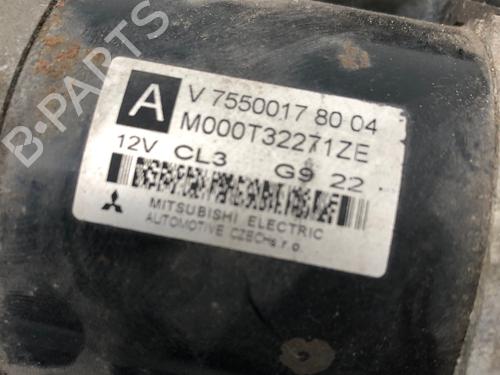 A
V 7550017 80 04
M000T32271ZE
12V CL3 G9 22
MITSUBISHI ELECTRIC
AUTOMOTIVE CZECH s.r.o.
B-PARTS